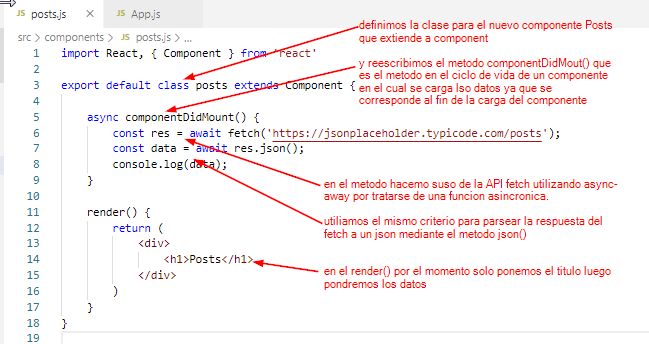 posts.js × App.js
src > components > posts.js > ...
1 import React, { Component } from 'react'
definimos la clase para el nuevo componente Posts
que extiende a component
2
3 export default class posts extends Component {
y reescribimos el metodo componentDidMout() que
es el metodo en el ciclo de vida de un componente
en el cual se carga lso datos ya que se
corresponde al fin de la carga del componente
4
5 async componentDidMount() {
6 const res = await fetch('https://jsonplaceholder.typicode.com/posts');
7 const data = await res.json();
8 console.log(data);
9 }
en el metodo hacemo suso de la API fetch utilizando async-
away por tratarse de una funcion asincronica.
10
11 render() {
utiliamos el mismo criterio para parsear la respuesta del
fetch a un json mediante el metodo json()
12 return (
13 <div>
14 <h1>Posts</h1>
en el render() por el momento solo ponemos el titulo luego
pondremos los datos
15 </div>
16 )
17 }
18 }
19